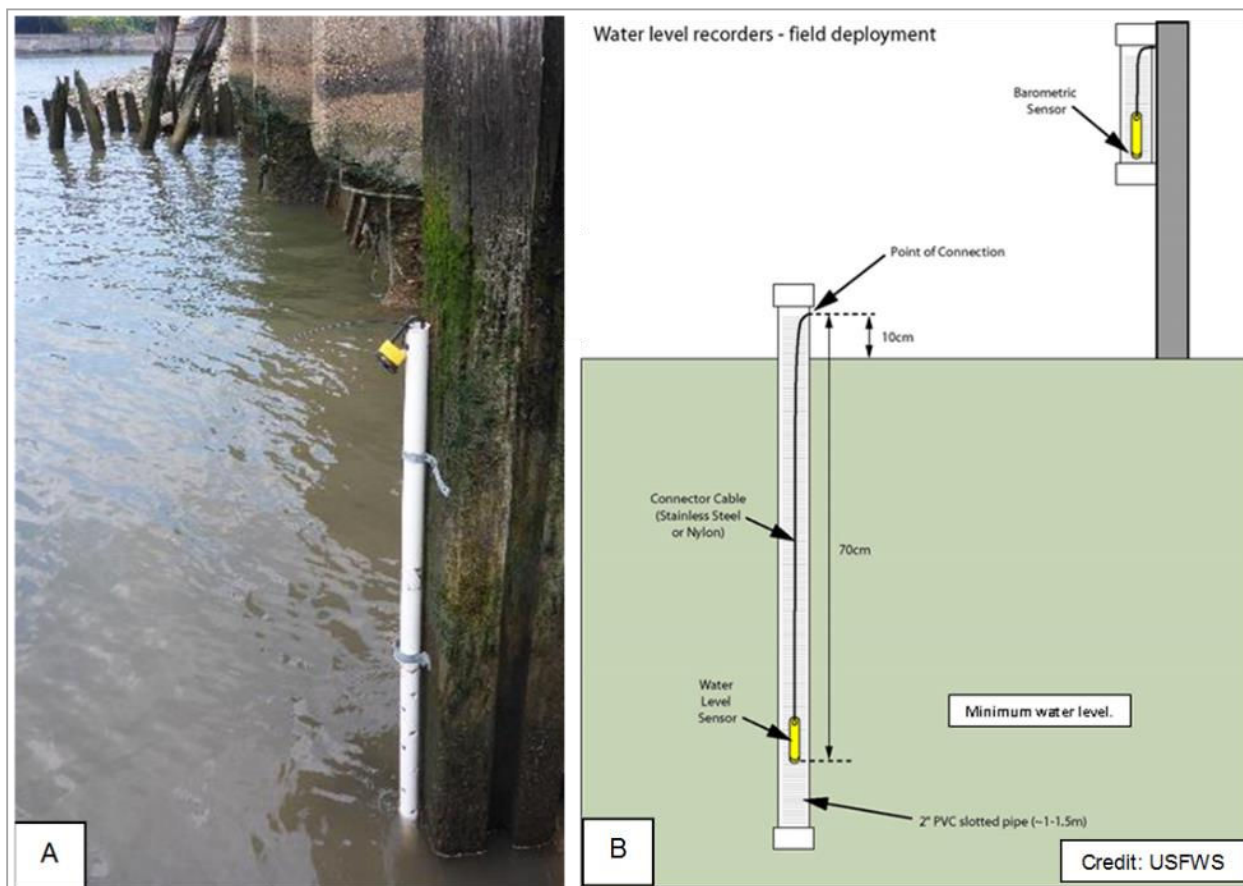 Water level recorders - field deployment
Barometric
Sensor
Point of Connection
10cm
Connector Cable
(Stainless Steel
or Nylon)
70cm
Water
Level
Sensor
Minimum water level.
2" PVC slotted pipe (~1-1.5m)
A
B
Credit: USFWS